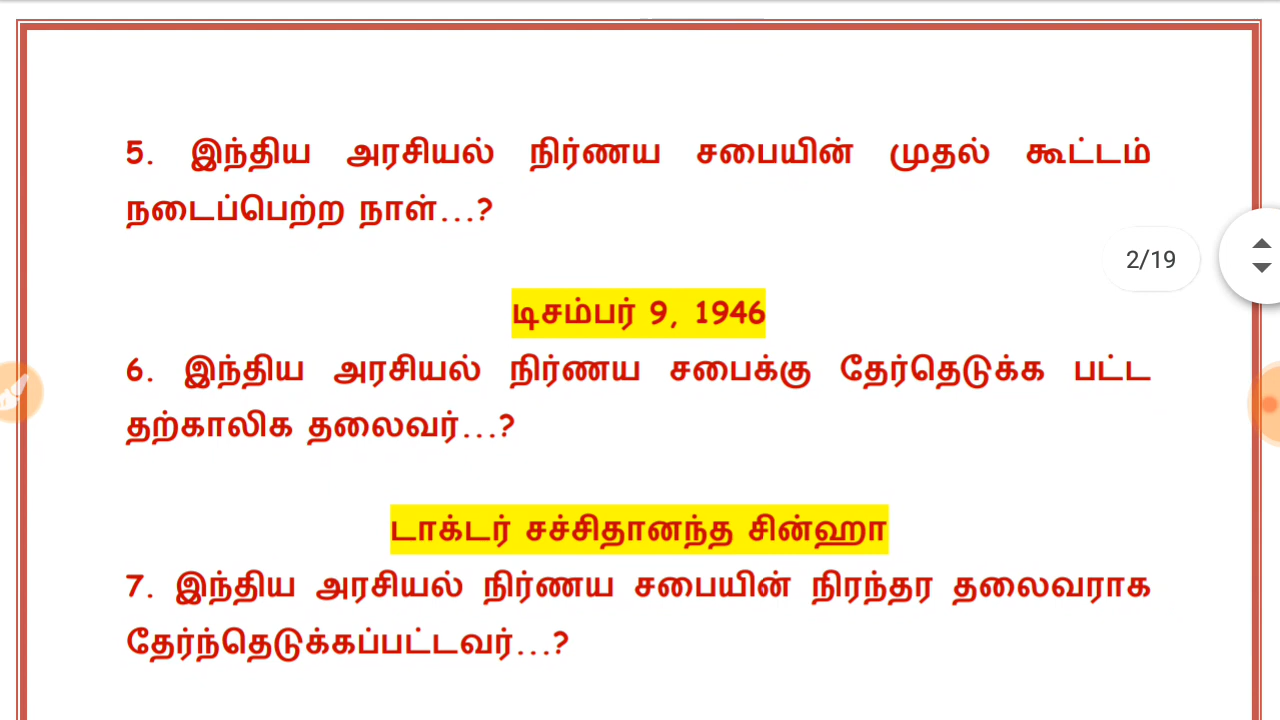 5. இந்திய அரசியல் நிர்ணய சபையின் முதல் கூட்டம்
நடைப்பெற்ற நாள்...?
2/19
டிசம்பர் 9, 1946
6. இந்திய அரசியல் நிர்ணய சபைக்கு தேர்தெடுக்க பட்ட
தற்காலிக தலைவர்...?
டாக்டர் சச்சிதானந்த சின்ஹா
7. இந்திய அரசியல் நிர்ணய சபையின் நிரந்தர தலைவராக
தேர்ந்தெடுக்கப்பட்டவர்...?